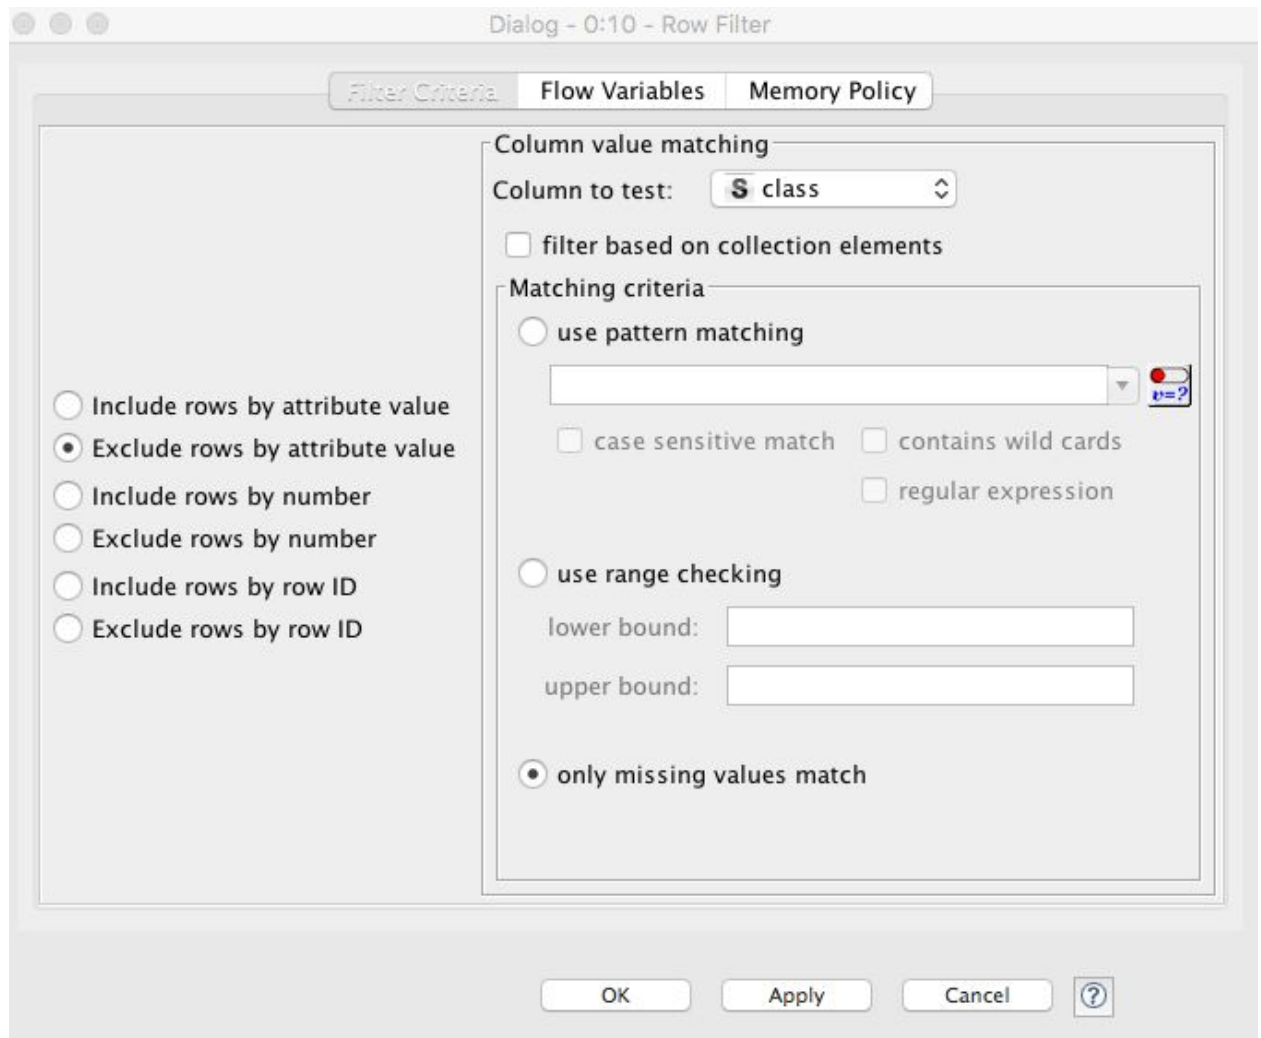 Dialog - 0:10 - Row Filter
Filter Criteria Flow Variables Memory Policy
Include rows by attribute value
Exclude rows by attribute value
Include rows by number
Exclude rows by number
Include rows by row ID
Exclude rows by row ID
Column value matching
Column to test: S class
filter based on collection elements
Matching criteria
use pattern matching
v=?
case sensitive match contains wild cards
regular expression
use range checking
lower bound:
upper bound:
only missing values match
OK Apply Cancel ?